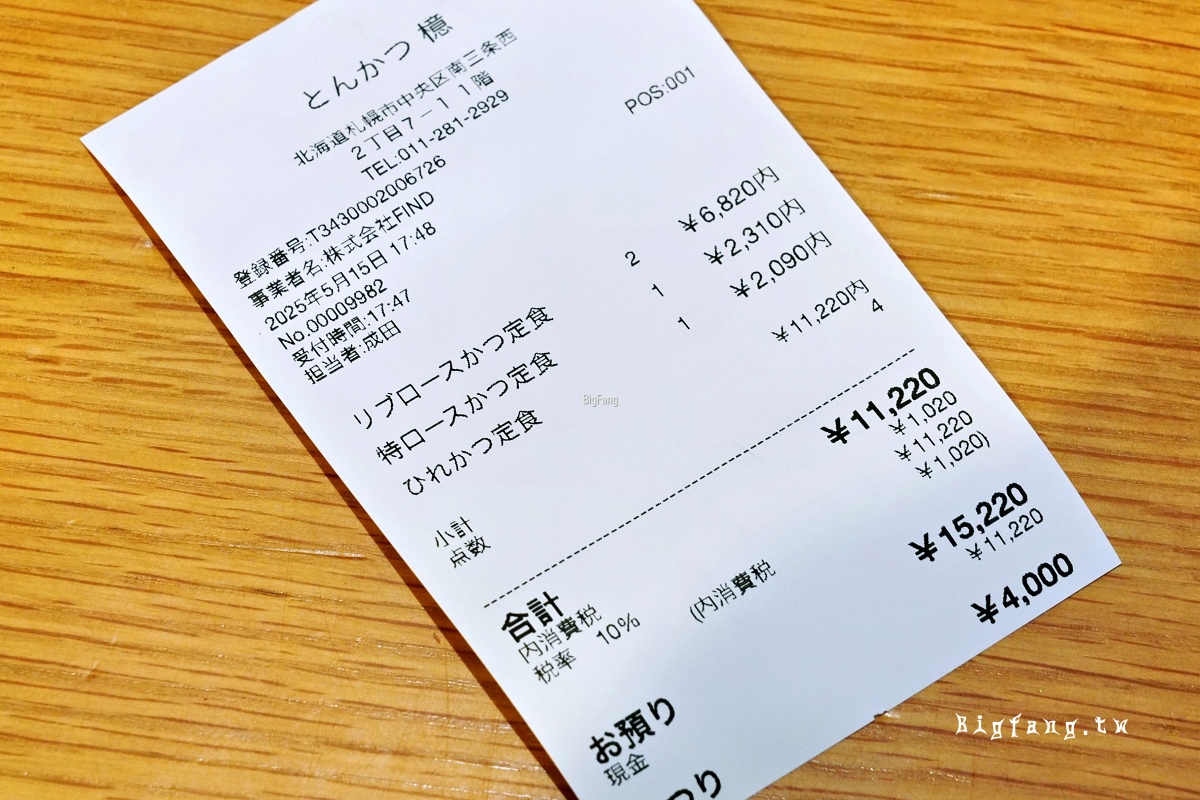 とんかつ 檍
北海道札幌市中央区南三条西
2丁目7－11階
TEL:011-281-2929
POS:001
登録番号:T3430002006726
事業者名:株式会社FIND
2025年5月15日 17:48
No.00009982
受付時間:17:47
担当者:成田
リブロースかつ定食 2 ¥6,820内
特ロースかつ定食 1 ¥2,310内
ひれかつ定食 1 ¥2,090内
小計 ¥11,220内
点数 4
合計 ¥11,220
内消費税 ¥1,020
税率 10% ¥11,220
(内消費税 ¥1,020)
お預り ¥15,220
現金 ¥11,220
つり ¥4,000
BigFang
Bigfang.tw